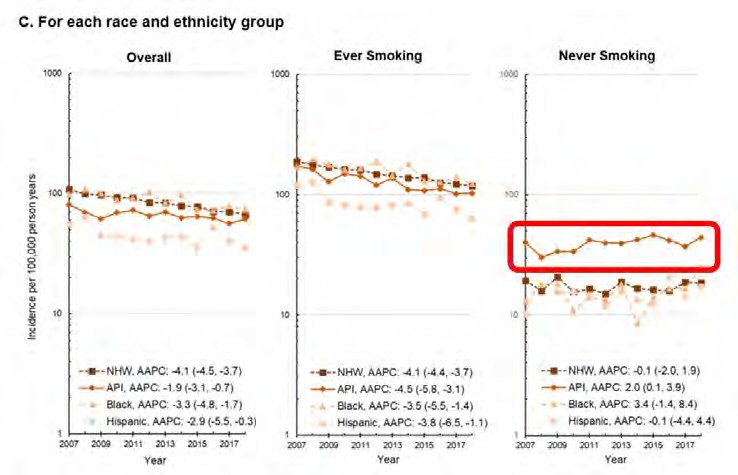 C. For each race and ethnicity group
Overall
Ever Smoking
Never Smoking
Incidence per 100,000 person years
1000
100
10
1
NHW, AAPC: -4.1 (-4.5, -3.7)
API, AAPC: -1.9 (-3.1, -0.7)
Black, AAPC: -3.3 (-4.8, -1.7)
Hispanic, AAPC: -2.9 (-5.5, -0.3)
2007 2009 2011 2013 2015 2017
Year
1000
100
10
1
NHW, AAPC: -4.1 (-4.4, -3.7)
API, AAPC: -4.5 (-5.8, -3.1)
Black, AAPC: -3.5 (-5.5, -1.4)
Hispanic, AAPC: -3.8 (-6.5, -1.1)
2007 2009 2011 2013 2015 2017
Year
1000
100
10
1
NHW, AAPC: -0.1 (-2.0, 1.9)
API, AAPC: 2.0 (0.1, 3.9)
Black, AAPC: 3.4 (-1.4, 8.4)
Hispanic, AAPC: -0.1 (-4.4, 4.4)
2007 2009 2011 2013 2015 2017
Year